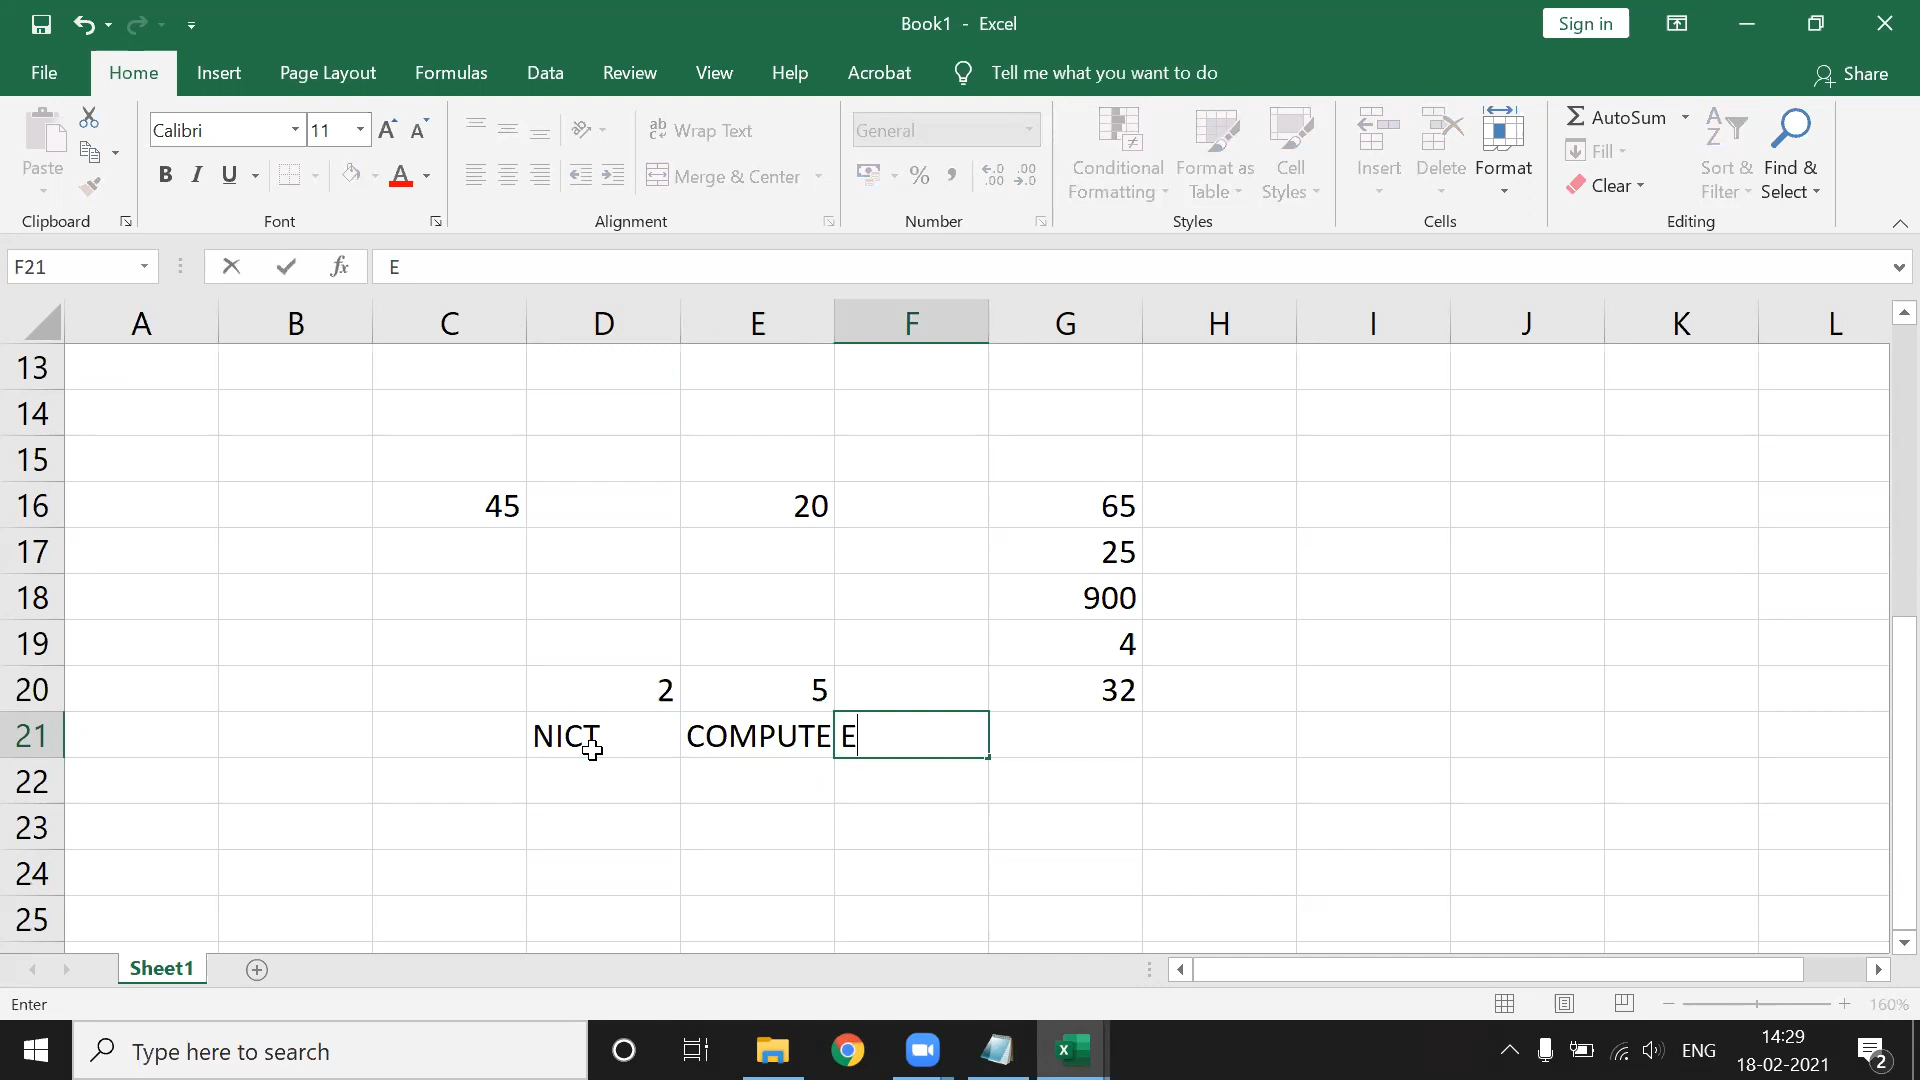 Book1 - Excel
Sign in
File Home Insert Page Layout Formulas Data Review View Help Acrobat Tell me what you want to do Share
Paste
Clipboard
Calibri 11
B I U A
Font
ab Wrap Text
Merge & Center
Alignment
General
% ,
Number
Conditional Formatting
Format as Table
Cell Styles
Styles
Insert Delete Format
Cells
AutoSum
Fill
Clear
Sort & Filter
Find & Select
Editing
F21 fx E
A B C D E F G H I J K L
13
14
15
16 45 20 65
17 25
18 900
19 4
20 2 5 32
21 NICT COMPUTE E
22
23
24
25
Sheet1
Enter
160%
Type here to search
ENG
14:29
18-02-2021
2